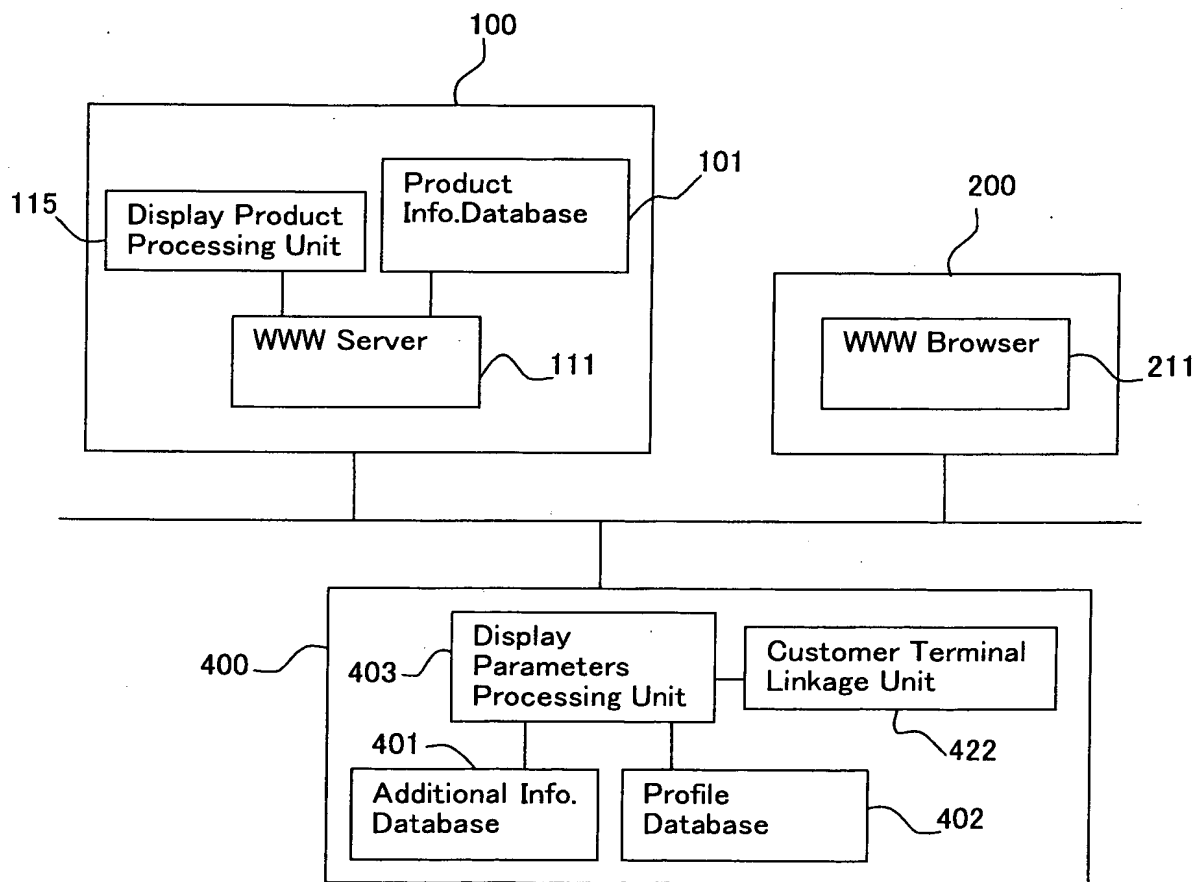 100
115
Display Product
Processing Unit
Product
Info.Database
101
WWW Server
111
200
WWW Browser
211
400
403
Display
Parameters
Processing Unit
Customer Terminal
Linkage Unit
422
401
Additional Info.
Database
Profile
Database
402